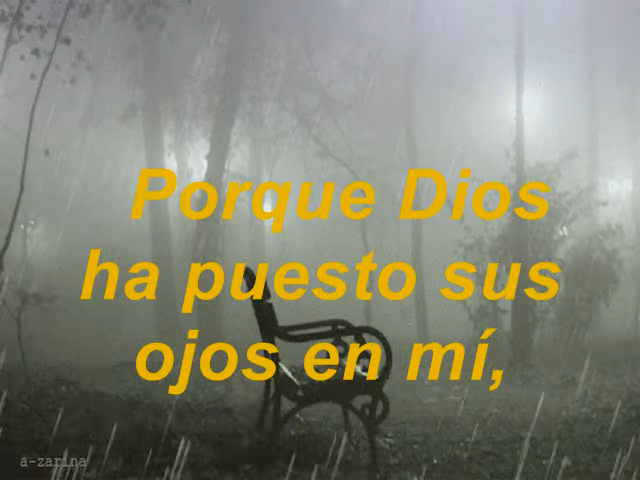 Porque Dios
ha puesto sus
ojos en mí,
a-zarina